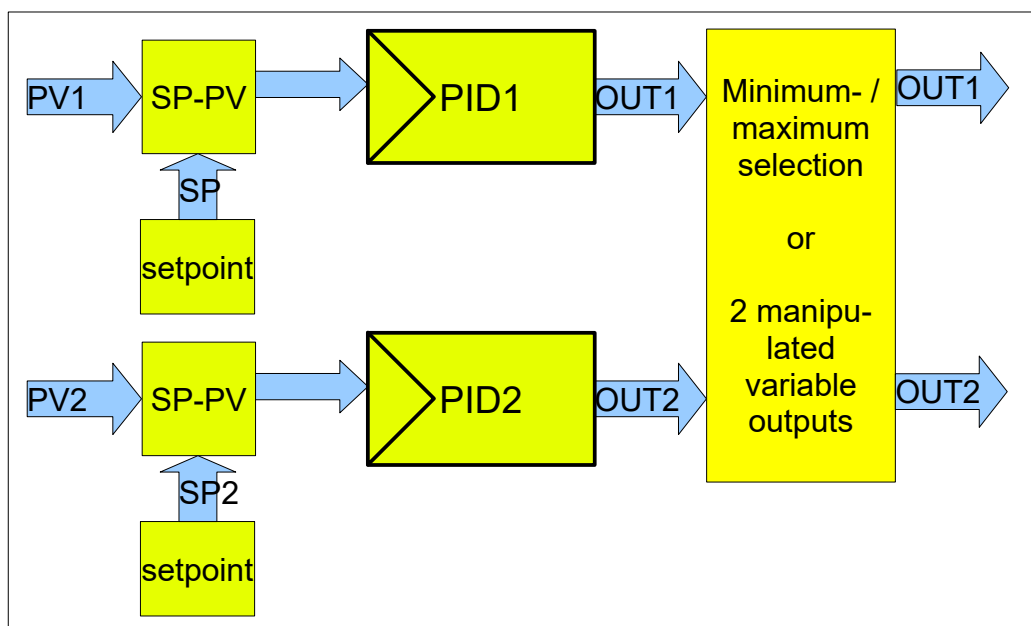 PV1
SP-PV
PID1
OUT1
Minimum- /
maximum
selection
or
2 manipu-
lated
variable
outputs
OUT1
SP
setpoint
PV2
SP-PV
PID2
OUT2
OUT2
SP2
setpoint